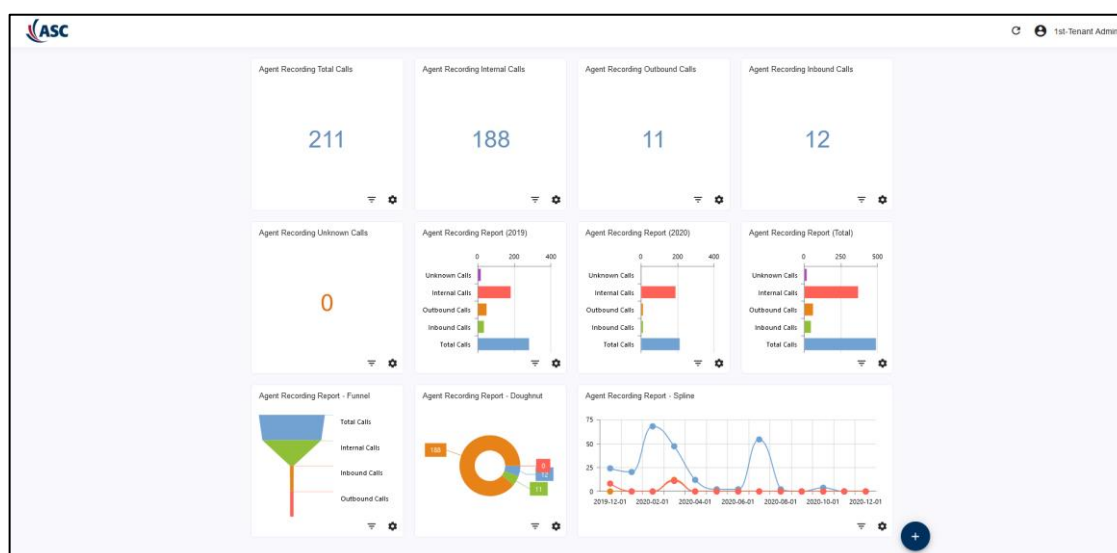 ASC
1st-Tenant Admin
Agent Recording Total Calls
Agent Recording Internal Calls
Agent Recording Outbound Calls
Agent Recording Inbound Calls
211
188
11
12
Agent Recording Unknown Calls
Agent Recording Report (2019)
Agent Recording Report (2020)
Agent Recording Report (Total)
0
0 200 400
Unknown Calls
Internal Calls
Outbound Calls
Inbound Calls
Total Calls
0 200 400
Unknown Calls
Internal Calls
Outbound Calls
Inbound Calls
Total Calls
0 250 500
Unknown Calls
Internal Calls
Outbound Calls
Inbound Calls
Total Calls
Agent Recording Report - Funnel
Agent Recording Report - Doughnut
Agent Recording Report - Spline
Total Calls
Internal Calls
Inbound Calls
Outbound Calls
188
0
12
11
75
50
25
0
2019-12-01 2020-02-01 2020-04-01 2020-06-01 2020-08-01 2020-10-01 2020-12-01
+